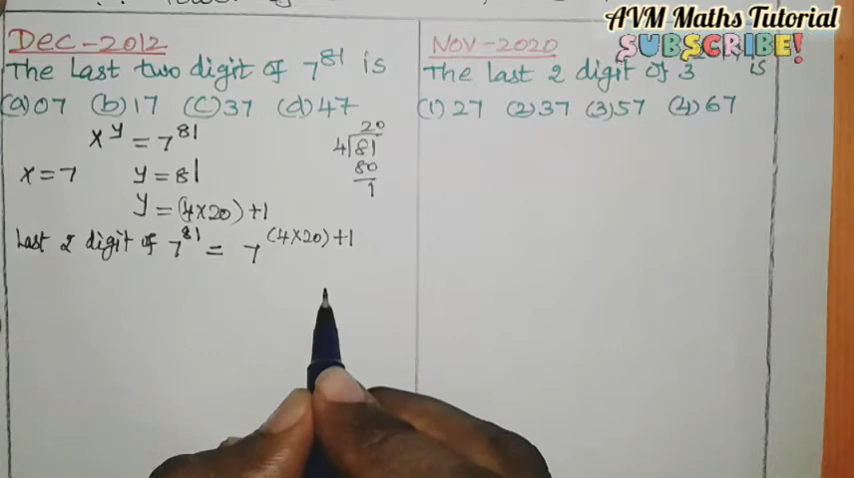 AVM Maths Tutorial
SUBSCRIBE!
Dec-2012
The Last two digit of 7^81 is
(a) 07 (b) 17 (c) 37 (d) 47
x^y = 7^81
20
4)81
80
1
x = 7 y = 81
y = (4×20) + 1
Last 2 digit of 7^81 = 7^(4×20)+1
NOV-2020
The last 2 digit of 3 is
(1) 27 (2) 37 (3) 57 (4) 67